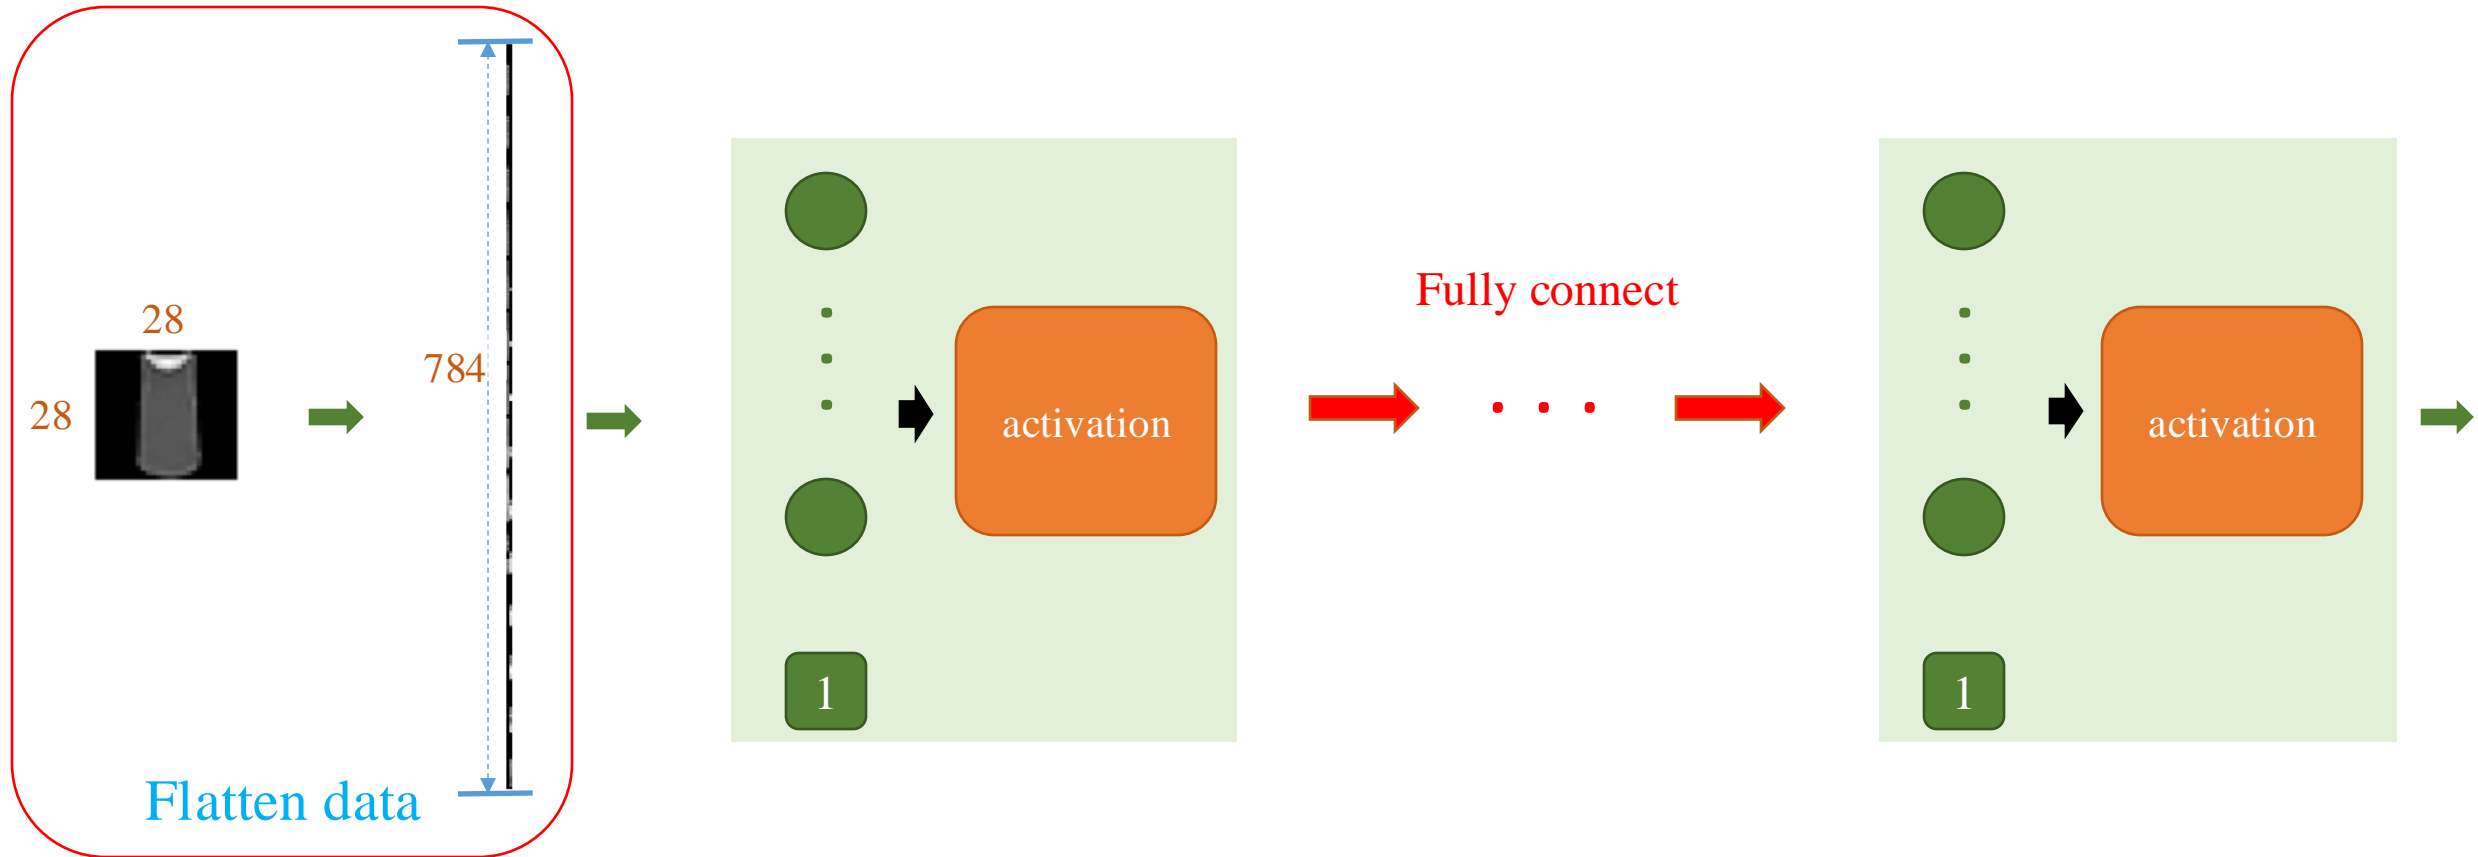 28
28
784
Flatten data
activation
1
Fully connect
. . .
activation
1